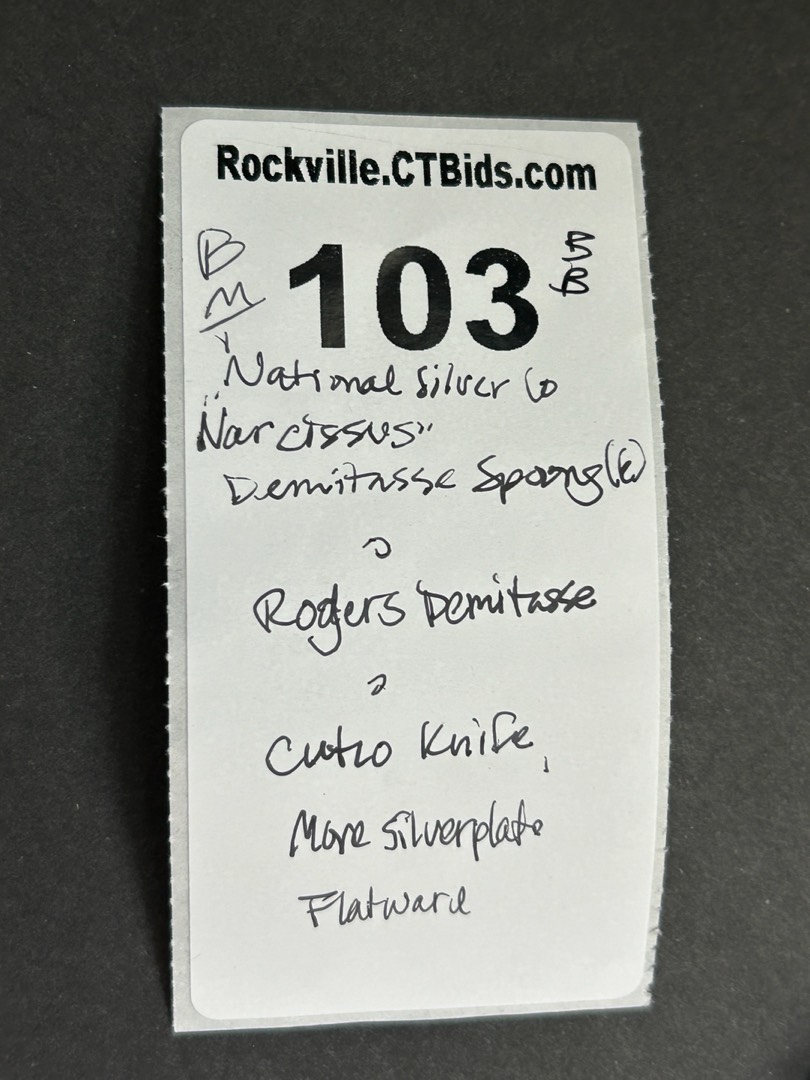 Rockville.CTBids.com
B
M
103
BB
National Silver Co
"Narcissus"
Demitasse Spoons (6)
,
Rogers Demitasse
,
Cutco Knife,
More Silverplate
Flatware